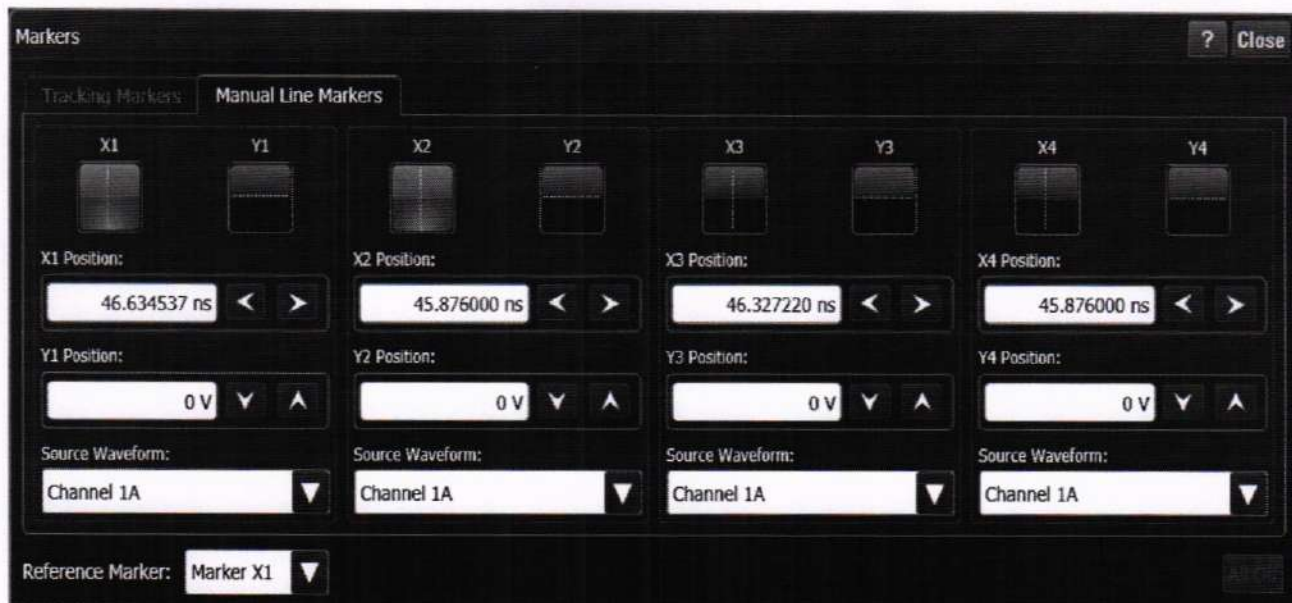 Markers ? Close
Tracking Markers Manual Line Markers
X1 Y1 X2 Y2 X3 Y3 X4 Y4
X1 Position: X2 Position: X3 Position: X4 Position:
46.634537 ns 45.876000 ns 46.327220 ns 45.876000 ns
Y1 Position: Y2 Position: Y3 Position: Y4 Position:
0 V 0 V 0 V 0 V
Source Waveform: Source Waveform: Source Waveform: Source Waveform:
Channel 1A Channel 1A Channel 1A Channel 1A
Reference Marker: Marker X1 All Off